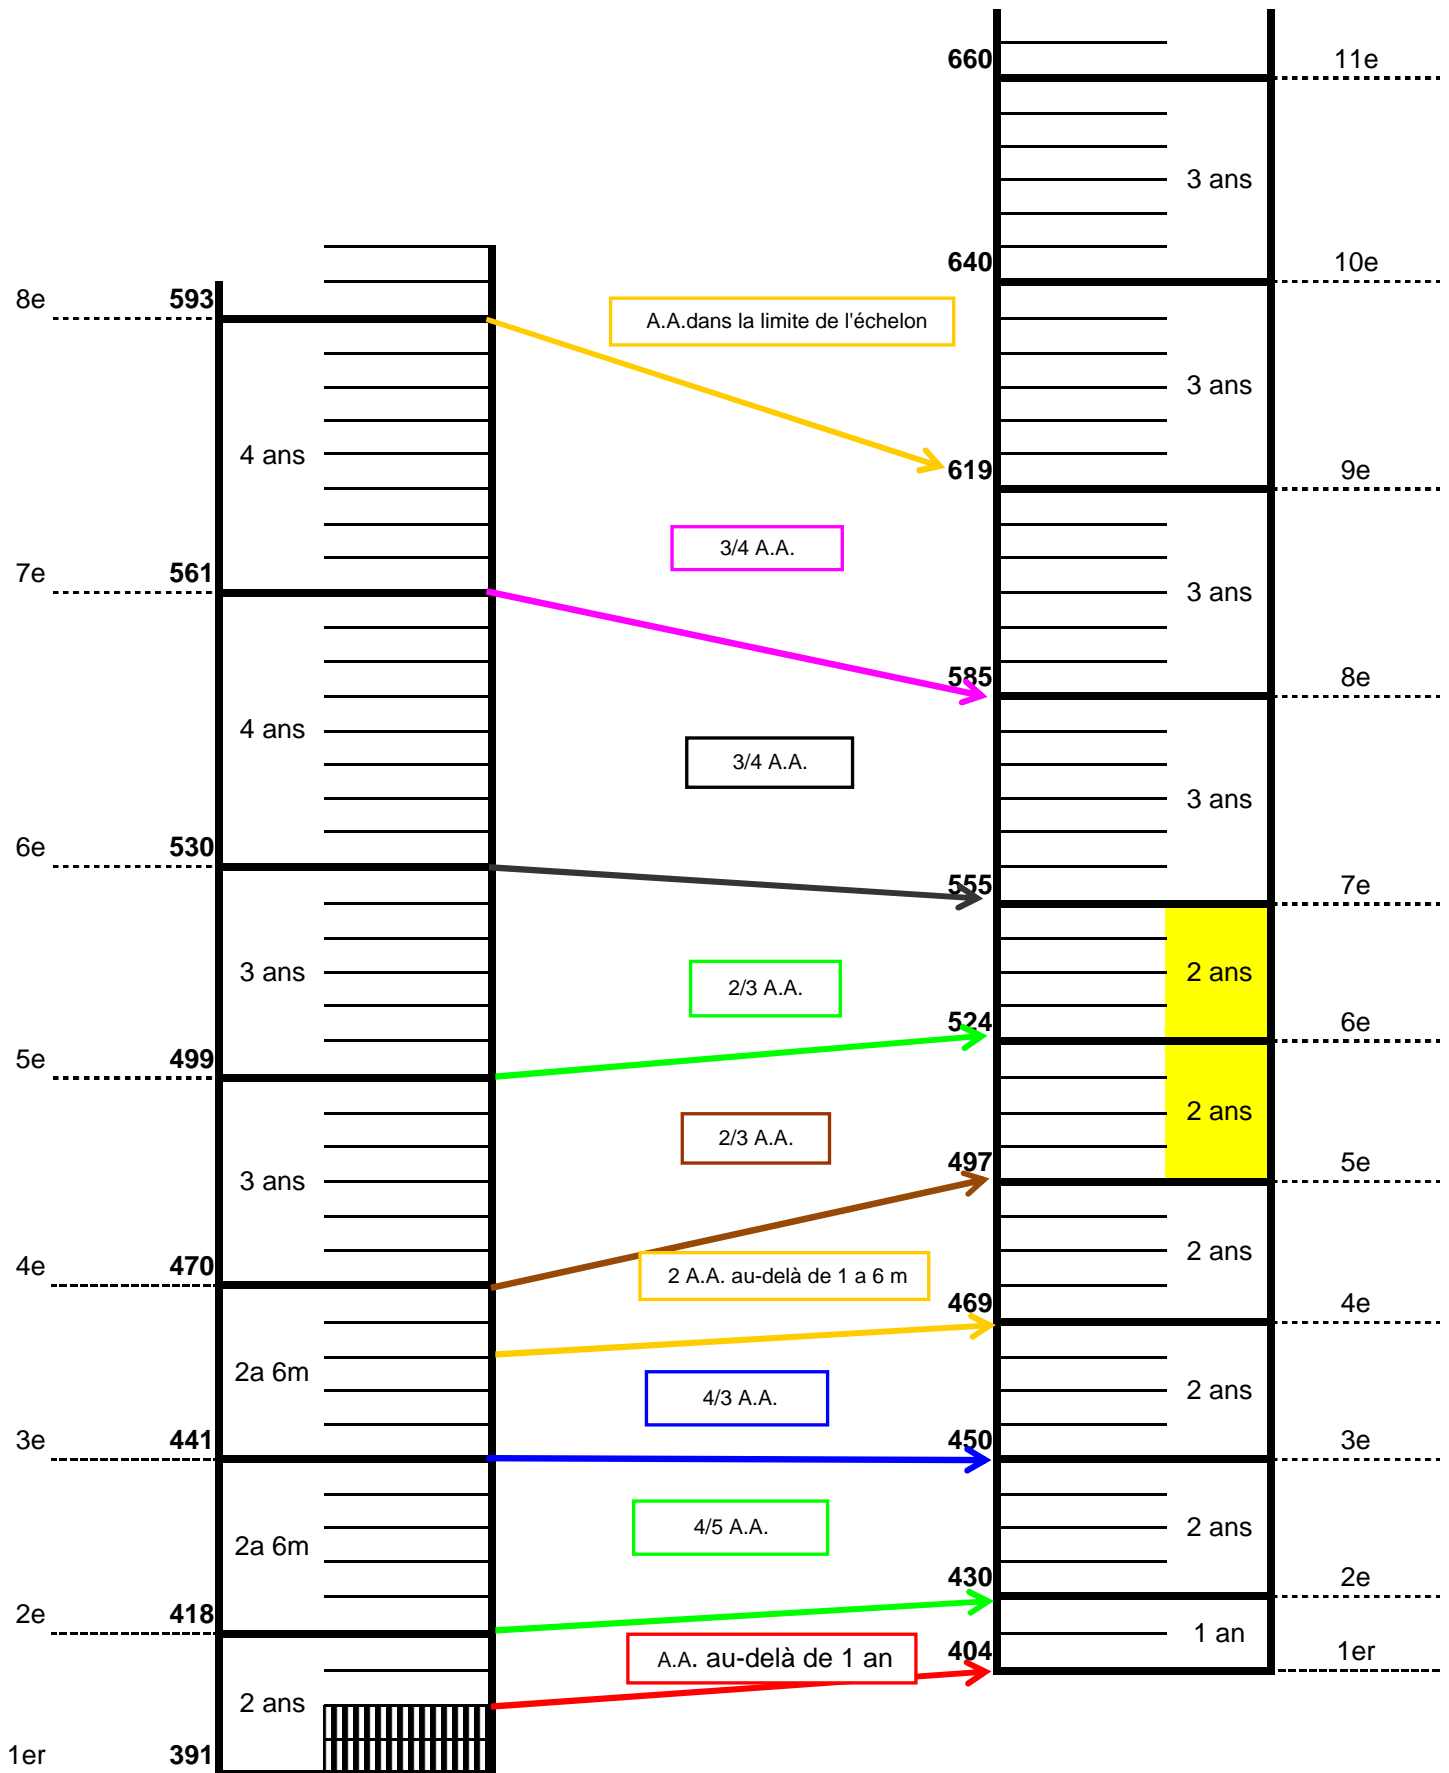 660 11e
3 ans
640 10e
8e 593
A.A.dans la limite de l'échelon
3 ans
4 ans
619 9e
3/4 A.A.
7e 561
3 ans
585 8e
4 ans
3/4 A.A.
3 ans
6e 530
555 7e
3 ans
2/3 A.A.
2 ans
524 6e
5e 499
2/3 A.A.
2 ans
497 5e
3 ans
4e 470
2 A.A. au-delà de 1 a 6 m
2 ans
469 4e
2a 6m
4/3 A.A.
2 ans
3e 441
450 3e
2a 6m
4/5 A.A.
2 ans
430 2e
2e 418
1 an
A.A. au-delà de 1 an
404 1er
2 ans
1er 391